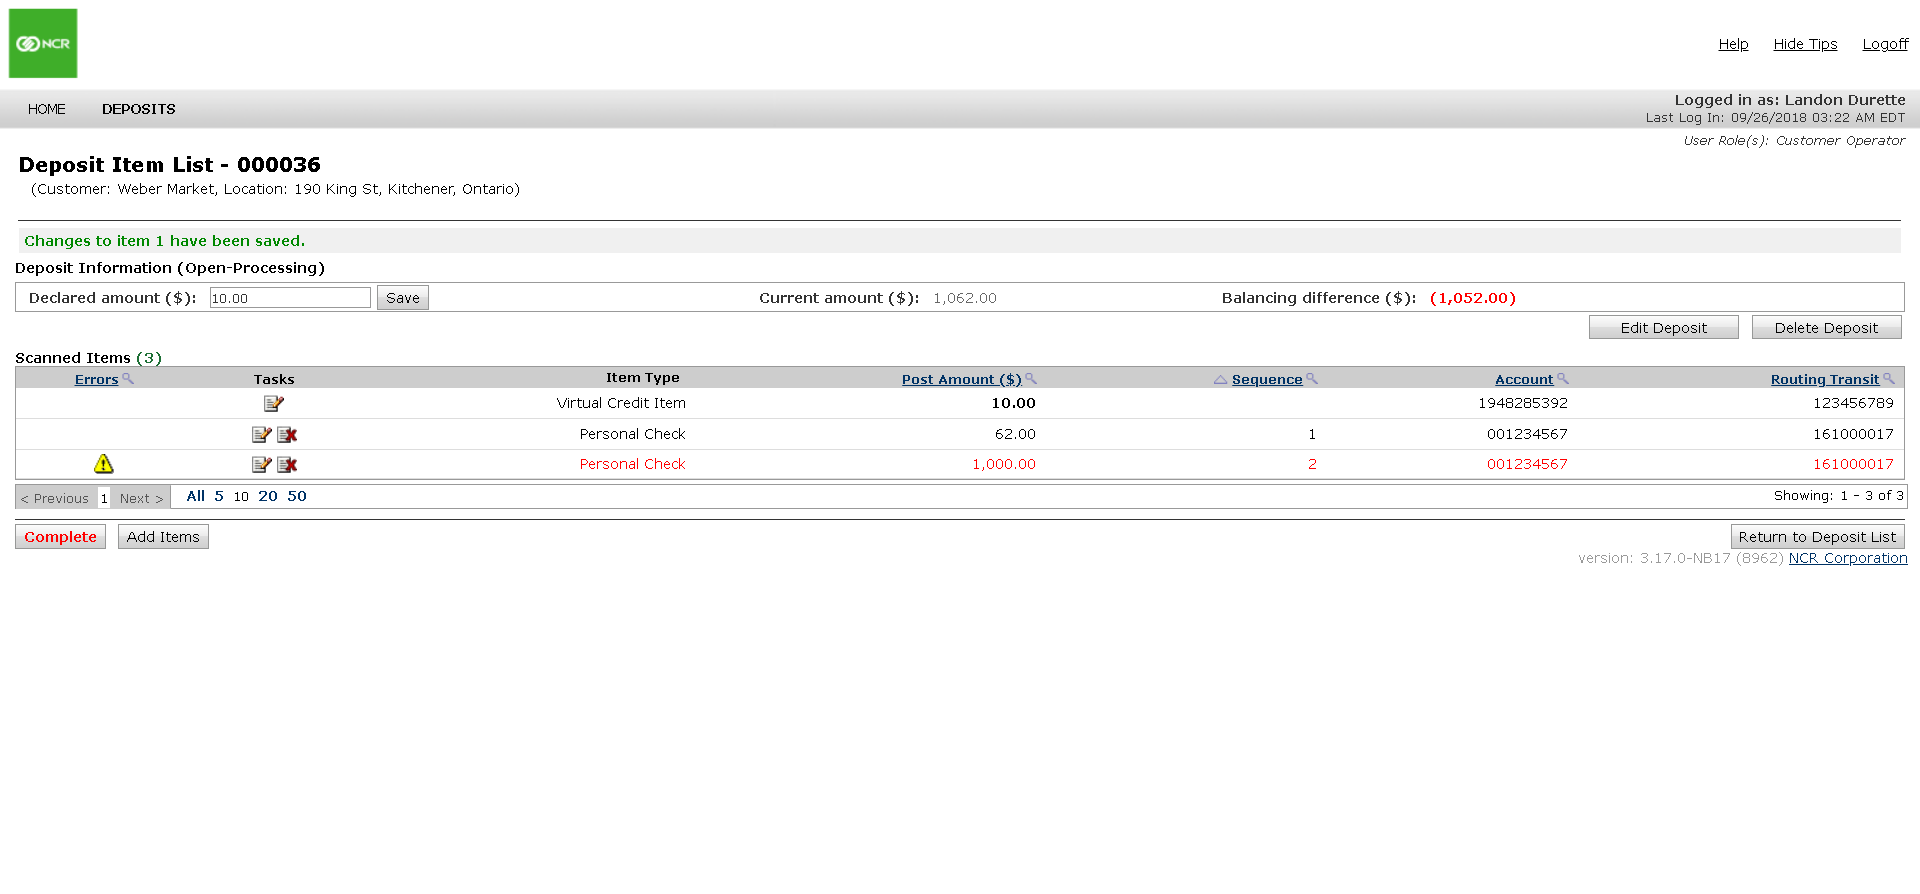 NCR
Help Hide Tips Logoff
HOME DEPOSITS
Logged in as: Landon Durette
Last Log In: 09/26/2018 03:22 AM EDT
User Role(s): Customer Operator
Deposit Item List - 000036
(Customer: Weber Market, Location: 190 King St, Kitchener, Ontario)
Changes to item 1 have been saved.
Deposit Information (Open-Processing)
Declared amount ($): 10.00 Save Current amount ($): 1,062.00 Balancing difference ($): (1,052.00)
Edit Deposit Delete Deposit
Scanned Items (3)
Errors Tasks Item Type Post Amount ($) Sequence Account Routing Transit
Virtual Credit Item 10.00 1948285392 123456789
Personal Check 62.00 1 001234567 161000017
Personal Check 1,000.00 2 001234567 161000017
< Previous 1 Next > All 5 10 20 50 Showing: 1 - 3 of 3
Complete Add Items Return to Deposit List
version: 3.17.0-NB17 (8962) NCR Corporation